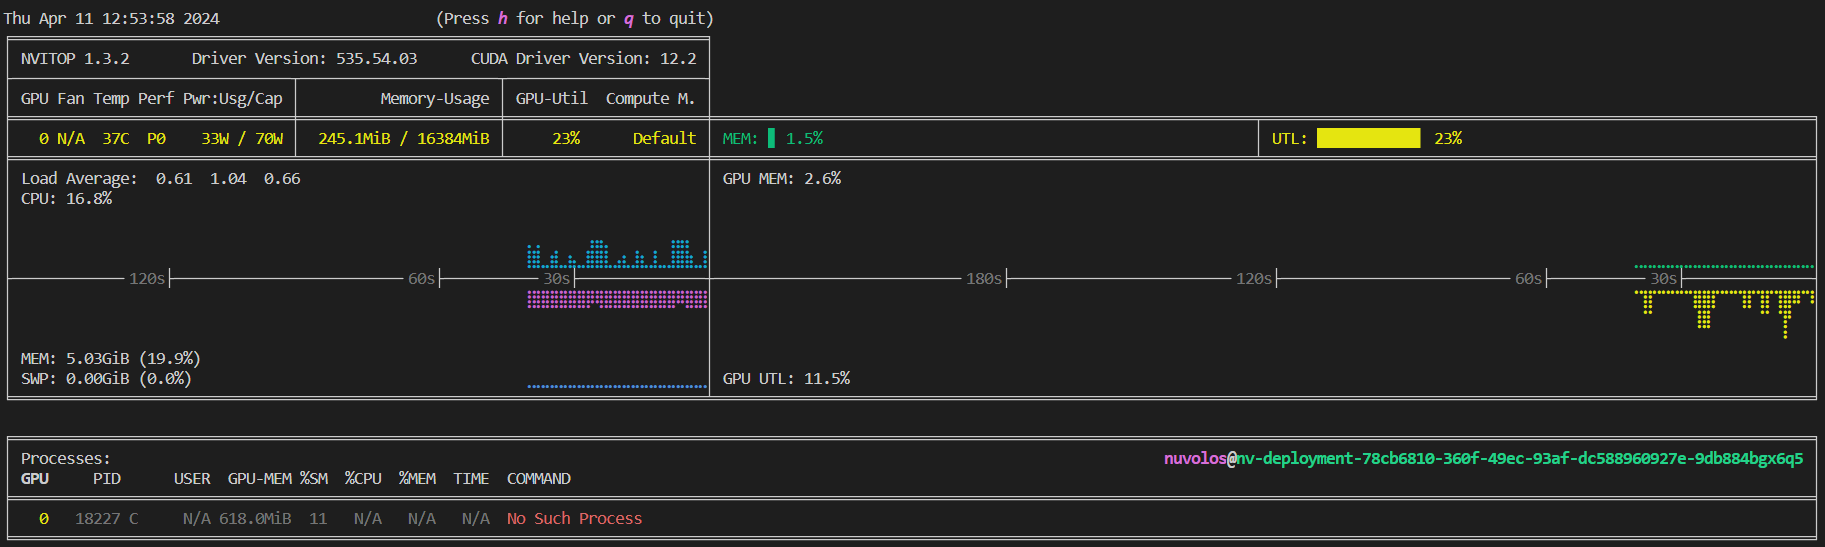 Thu Apr 11 12:53:58 2024 (Press h for help or q to quit)
NVITOP 1.3.2 Driver Version: 535.54.03 CUDA Driver Version: 12.2
GPU Fan Temp Perf Pwr:Usg/Cap Memory-Usage GPU-Util Compute M.
0 N/A 37C P0 33W / 70W 245.1MiB / 16384MiB 23% Default MEM: 1.5% UTL: 23%
Load Average: 0.61 1.04 0.66 GPU MEM: 2.6%
CPU: 16.8%
120s 60s 30s 180s 120s 60s 30s
MEM: 5.03GiB (19.9%)
SWP: 0.00GiB (0.0%) GPU UTL: 11.5%
Processes: nuvolos@nv-deployment-78cb6810-360f-49ec-93af-dc588960927e-9db884bgx6q5
GPU PID USER GPU-MEM %SM %CPU %MEM TIME COMMAND
0 18227 C N/A 618.0MiB 11 N/A N/A N/A No Such Process